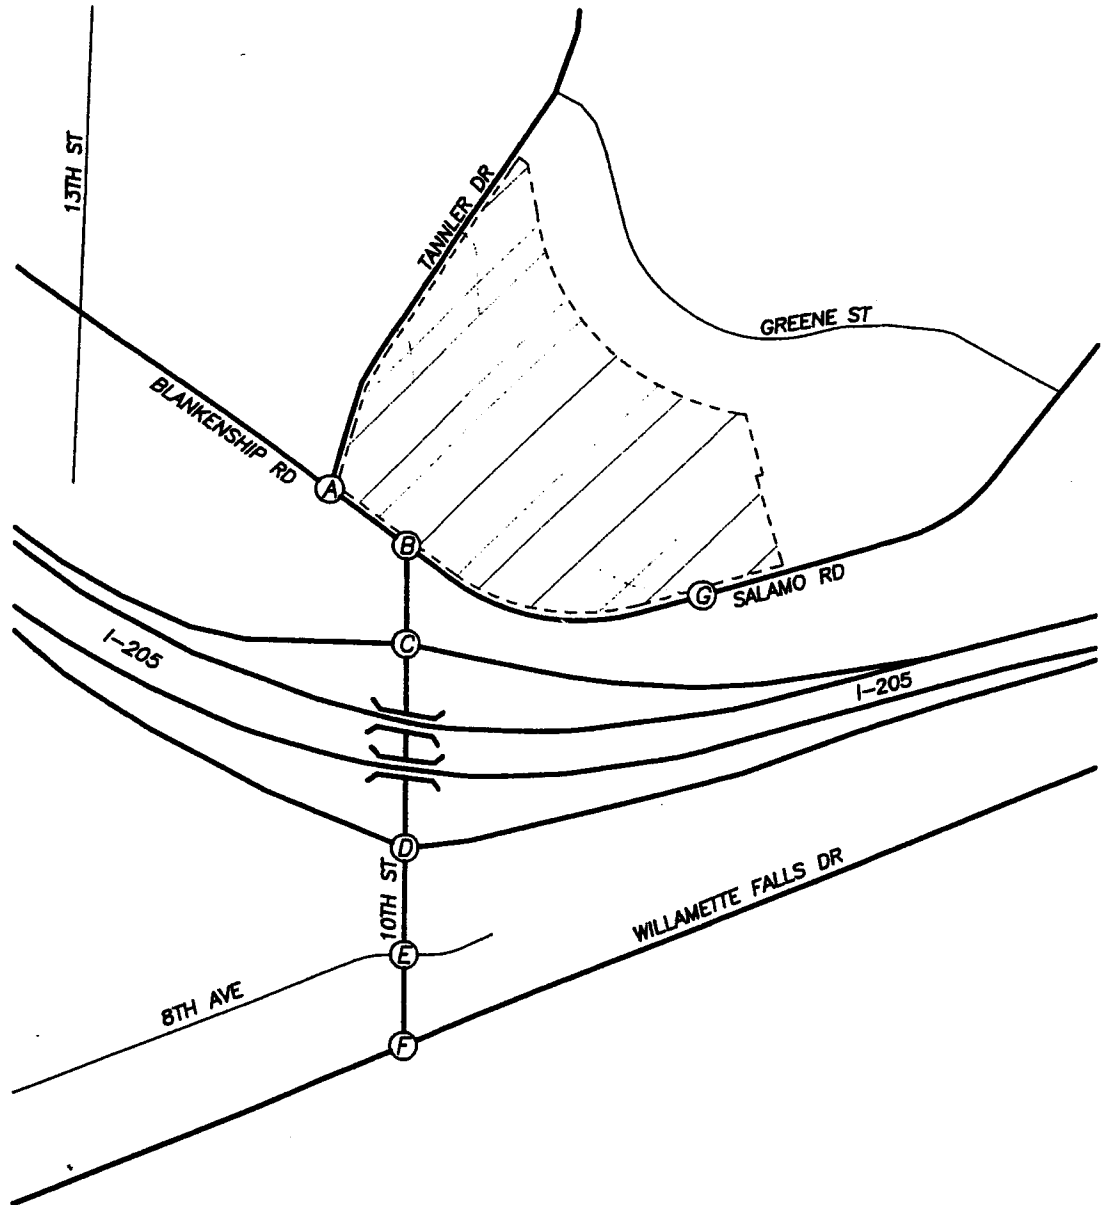 13TH ST
TANNLER DR
GREENE ST
BLANKENSHIP RD
A
B
G
SALAMO RD
C
I-205
I-205
D
10TH ST
WILLAMETTE FALLS DR
E
8TH AVE
F